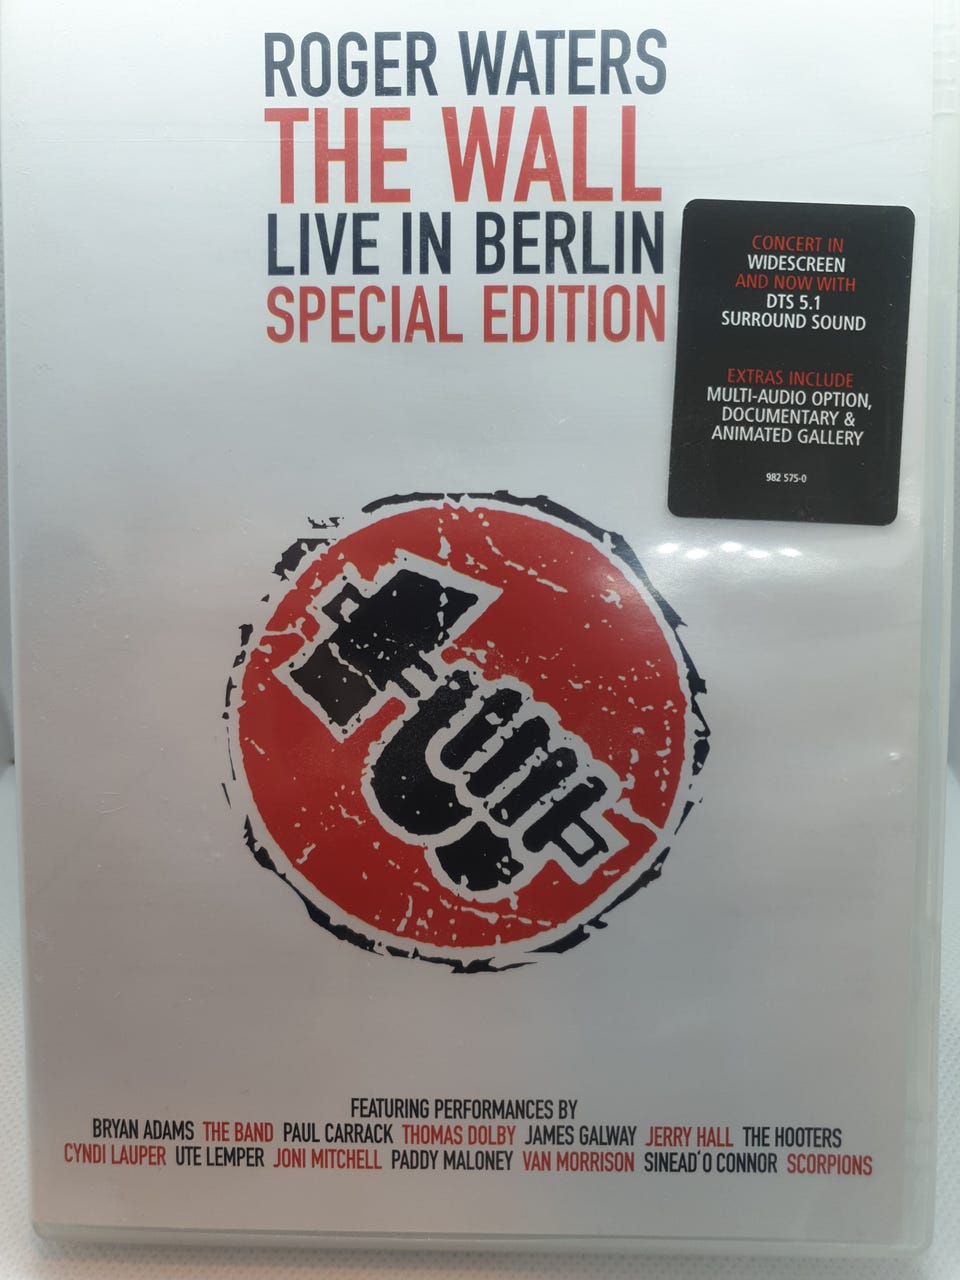 ROGER WATERS
THE WALL
LIVE IN BERLIN
SPECIAL EDITION
CONCERT IN
WIDESCREEN
AND NOW WITH
DTS 5.1
SURROUND SOUND
EXTRAS INCLUDE
MULTI-AUDIO OPTION,
DOCUMENTARY &
ANIMATED GALLERY
982 575-0
FEATURING PERFORMANCES BY
BRYAN ADAMS THE BAND PAUL CARRACK THOMAS DOLBY JAMES GALWAY JERRY HALL THE HOOTERS
CYNDI LAUPER UTE LEMPER JONI MITCHELL PADDY MALONEY VAN MORRISON SINEAD'O CONNOR SCORPIONS